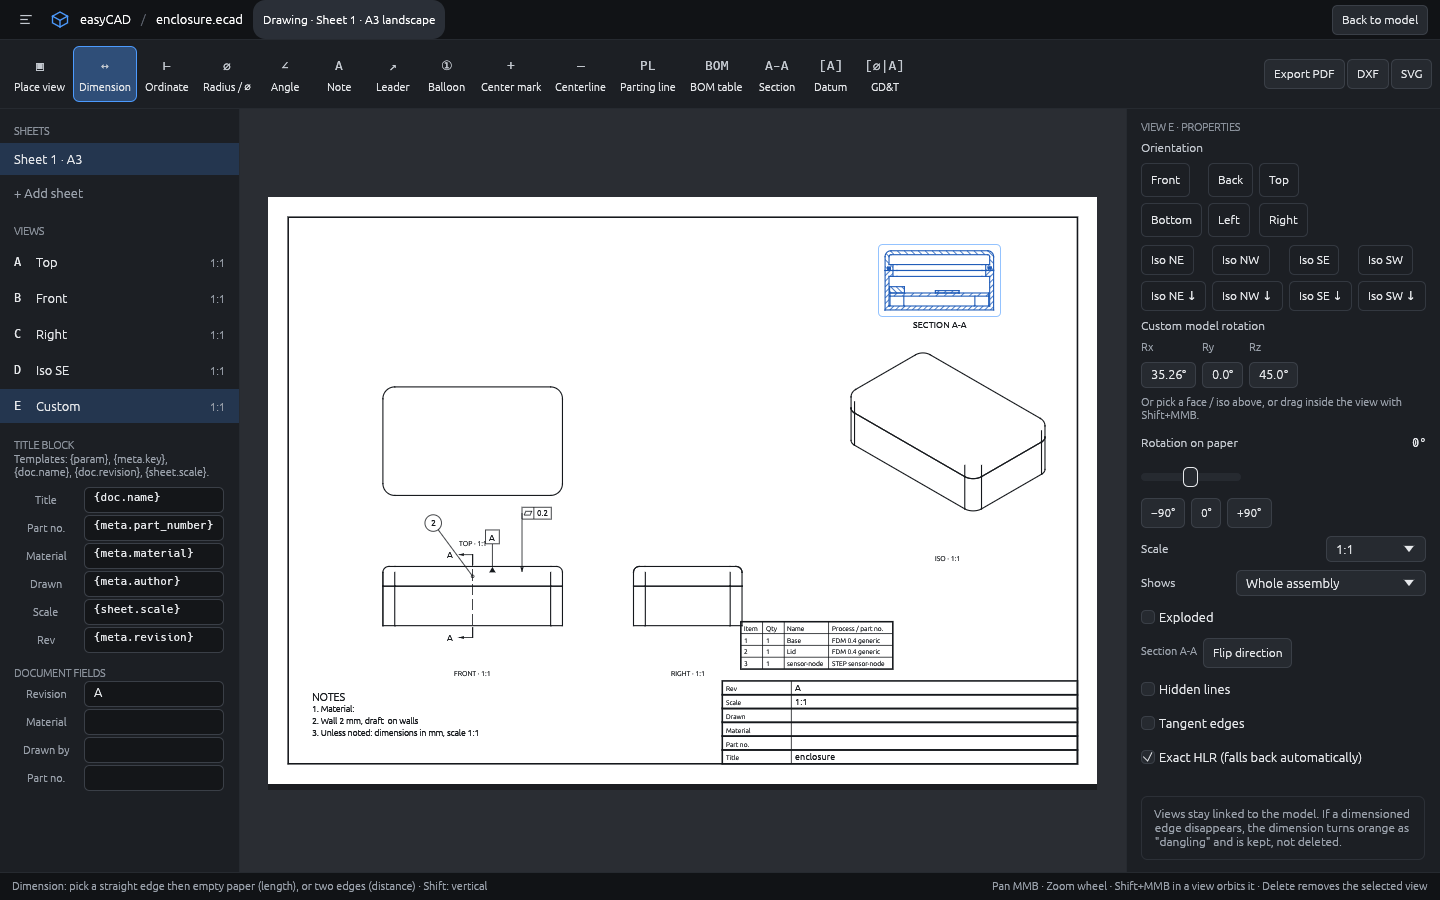 easyCAD / enclosure.ecad
Drawing · Sheet 1 · A3 landscape
Back to model
Place view
Dimension
Ordinate
Radius / ⌀
Angle
A
Note
Leader
①
Balloon
Center mark
Centerline
PL
Parting line
BOM
BOM table
A-A
Section
[A]
Datum
[⌀|A]
GD&T
Export PDF
DXF
SVG
SHEETS
Sheet 1 · A3
+ Add sheet
VIEWS
A Top 1:1
B Front 1:1
C Right 1:1
D Iso SE 1:1
E Custom 1:1
TITLE BLOCK
Templates: {param}, {meta.key},
{doc.name}, {doc.revision}, {sheet.scale}.
Title {doc.name}
Part no. {meta.part_number}
Material {meta.material}
Drawn {meta.author}
Scale {sheet.scale}
Rev {meta.revision}
DOCUMENT FIELDS
Revision A
Material
Drawn by
Part no.
SECTION A-A
ISO · 1:1
2
0.2
A
TOP · 1:1
A
A
FRONT · 1:1
RIGHT · 1:1
Item Qty Name Process / part no.
1 1 Base FDM 0.4 generic
2 1 Lid FDM 0.4 generic
3 1 sensor-node STEP sensor-node
NOTES
1. Material:
2. Wall 2 mm, draft on walls
3. Unless noted: dimensions in mm, scale 1:1
Rev A
Scale 1:1
Drawn
Material
Part no.
Title enclosure
VIEW E · PROPERTIES
Orientation
Front Back Top
Bottom Left Right
Iso NE Iso NW Iso SE Iso SW
Iso NE ↓ Iso NW ↓ Iso SE ↓ Iso SW ↓
Custom model rotation
Rx Ry Rz
35.26° 0.0° 45.0°
Or pick a face / iso above, or drag inside the view with
Shift+MMB.
Rotation on paper 0°
−90° 0° +90°
Scale 1:1
Shows Whole assembly
Exploded
Section A-A Flip direction
Hidden lines
Tangent edges
Exact HLR (falls back automatically)
Views stay linked to the model. If a dimensioned
edge disappears, the dimension turns orange as
"dangling" and is kept, not deleted.
Dimension: pick a straight edge then empty paper (length), or two edges (distance) · Shift: vertical
Pan MMB · Zoom wheel · Shift+MMB in a view orbits it · Delete removes the selected view